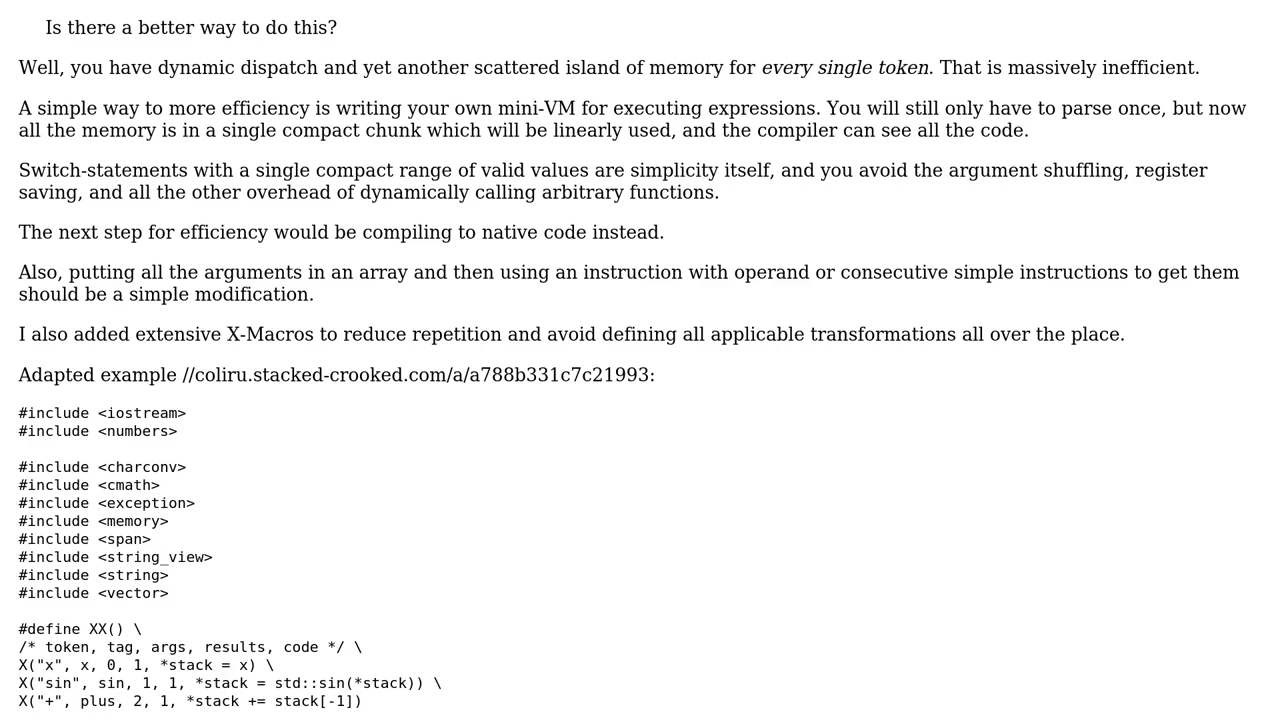 Is there a better way to do this?
Well, you have dynamic dispatch and yet another scattered island of memory for every single token. That is massively inefficient.
A simple way to more efficiency is writing your own mini-VM for executing expressions. You will still only have to parse once, but now
all the memory is in a single compact chunk which will be linearly used, and the compiler can see all the code.
Switch-statements with a single compact range of valid values are simplicity itself, and you avoid the argument shuffling, register
saving, and all the other overhead of dynamically calling arbitrary functions.
The next step for efficiency would be compiling to native code instead.
Also, putting all the arguments in an array and then using an instruction with operand or consecutive simple instructions to get them
should be a simple modification.
I also added extensive X-Macros to reduce repetition and avoid defining all applicable transformations all over the place.
Adapted example //coliru.stacked-crooked.com/a/a788b331c7c21993:
#include <iostream>
#include <numbers>
#include <charconv>
#include <cmath>
#include <exception>
#include <memory>
#include <span>
#include <string_view>
#include <string>
#include <vector>
#define XX() \
/* token, tag, args, results, code */ \
X("x", x, 0, 1, *stack = x) \
X("sin", sin, 1, 1, *stack = std::sin(*stack)) \
X("+", plus, 2, 1, *stack += stack[-1])